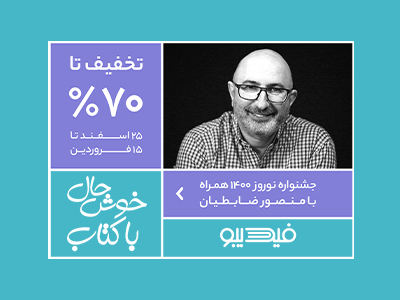 تخفیف تا
%۷۰
۲۵ اسفند تا
۱۵ فروردین
جشنواره نوروز ۱۴۰۰ همراه
با منصور ضابطیان
حال
خوش
با کتاب
فیدیبو